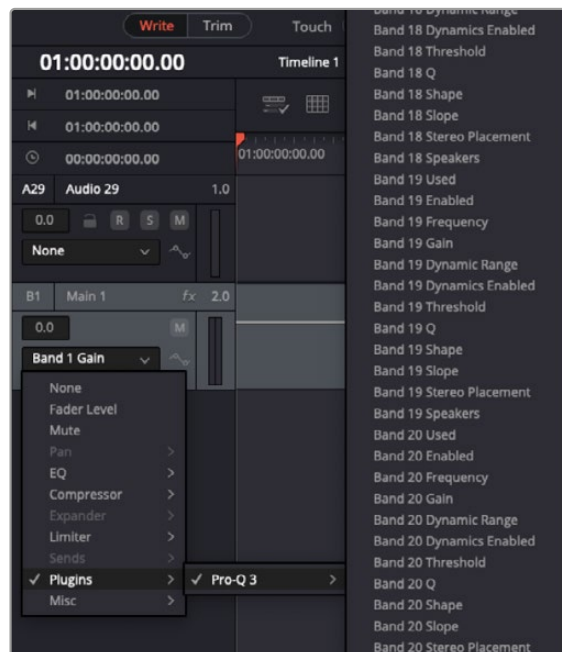 Write Trim Touch
01:00:00:00.00 Timeline 1
01:00:00:00.00
01:00:00:00.00
00:00:00:00.00 01:00:00:00.00
A29 Audio 29 1.0
0.0 R S M
None
B1 Main 1 fx 2.0
0.0 M
Band 1 Gain
None
Fader Level
Mute
Pan
EQ
Compressor
Expander
Limiter
Sends
Plugins
Misc
Pro-Q 3
Band 18 Dynamic Range
Band 18 Dynamics Enabled
Band 18 Threshold
Band 18 Q
Band 18 Shape
Band 18 Slope
Band 18 Stereo Placement
Band 18 Speakers
Band 19 Used
Band 19 Enabled
Band 19 Frequency
Band 19 Gain
Band 19 Dynamic Range
Band 19 Dynamics Enabled
Band 19 Threshold
Band 19 Q
Band 19 Shape
Band 19 Slope
Band 19 Stereo Placement
Band 19 Speakers
Band 20 Used
Band 20 Enabled
Band 20 Frequency
Band 20 Gain
Band 20 Dynamic Range
Band 20 Dynamics Enabled
Band 20 Threshold
Band 20 Q
Band 20 Shape
Band 20 Slope
Band 20 Stereo Placement